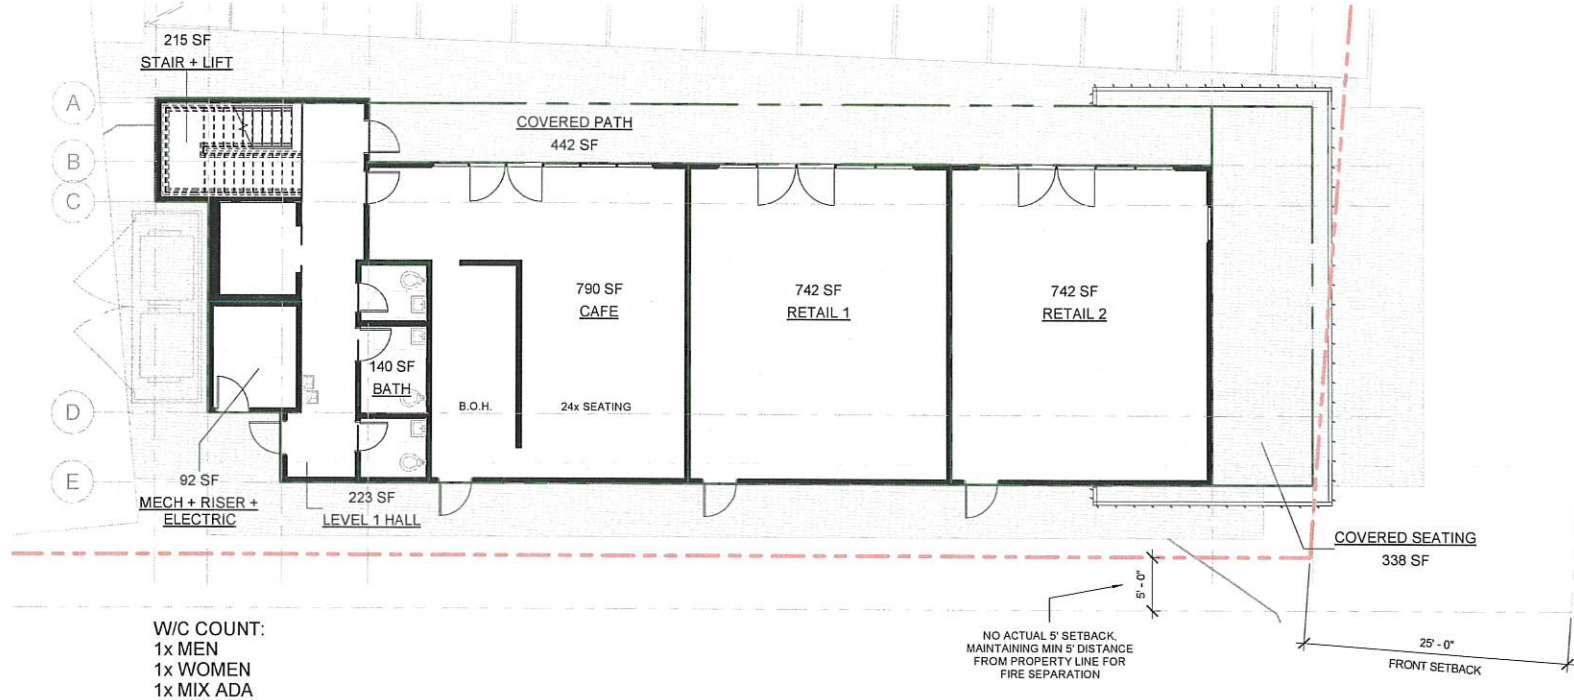 215 SF
STAIR + LIFT
A
B
C
D
E
COVERED PATH
442 SF
790 SF
CAFE
742 SF
RETAIL 1
742 SF
RETAIL 2
140 SF
BATH
B.O.H.
24x SEATING
92 SF
MECH + RISER +
ELECTRIC
223 SF
LEVEL 1 HALL
COVERED SEATING
338 SF
5' - 0"
NO ACTUAL 5' SETBACK,
MAINTAINING MIN 5' DISTANCE
FROM PROPERTY LINE FOR
FIRE SEPARATION
25' - 0"
FRONT SETBACK
W/C COUNT:
1x MEN
1x WOMEN
1x MIX ADA